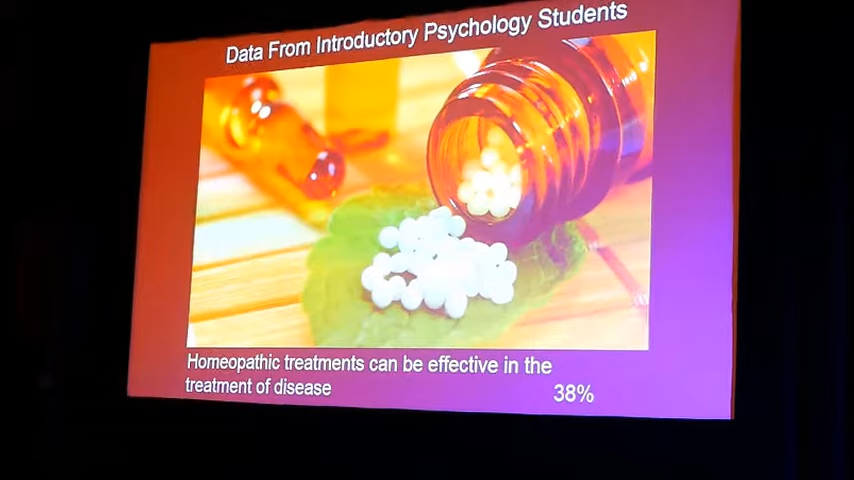 Data From Introductory Psychology Students
Homeopathic treatments can be effective in the
treatment of disease
38%